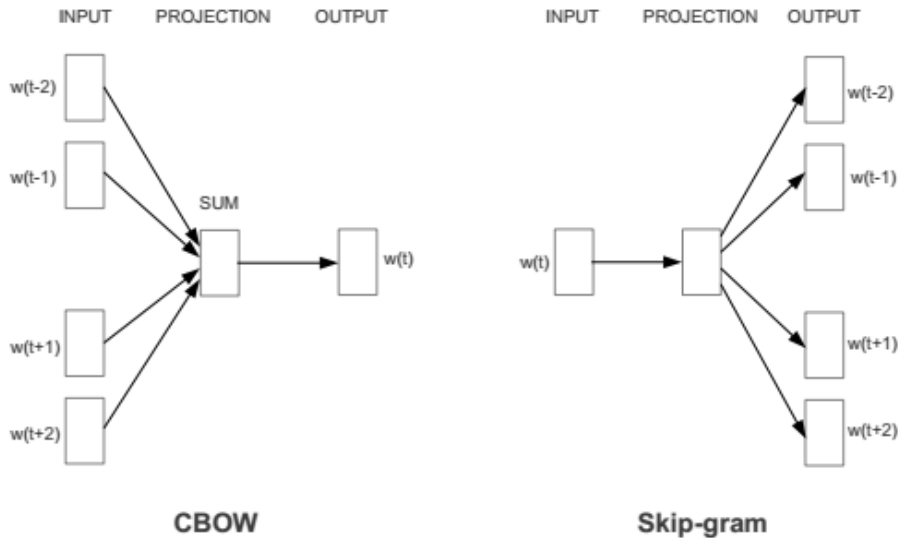 INPUT PROJECTION OUTPUT
w(t-2)
w(t-1)
SUM
w(t)
w(t+1)
w(t+2)
CBOW
INPUT PROJECTION OUTPUT
w(t-2)
w(t-1)
w(t)
w(t+1)
w(t+2)
Skip-gram